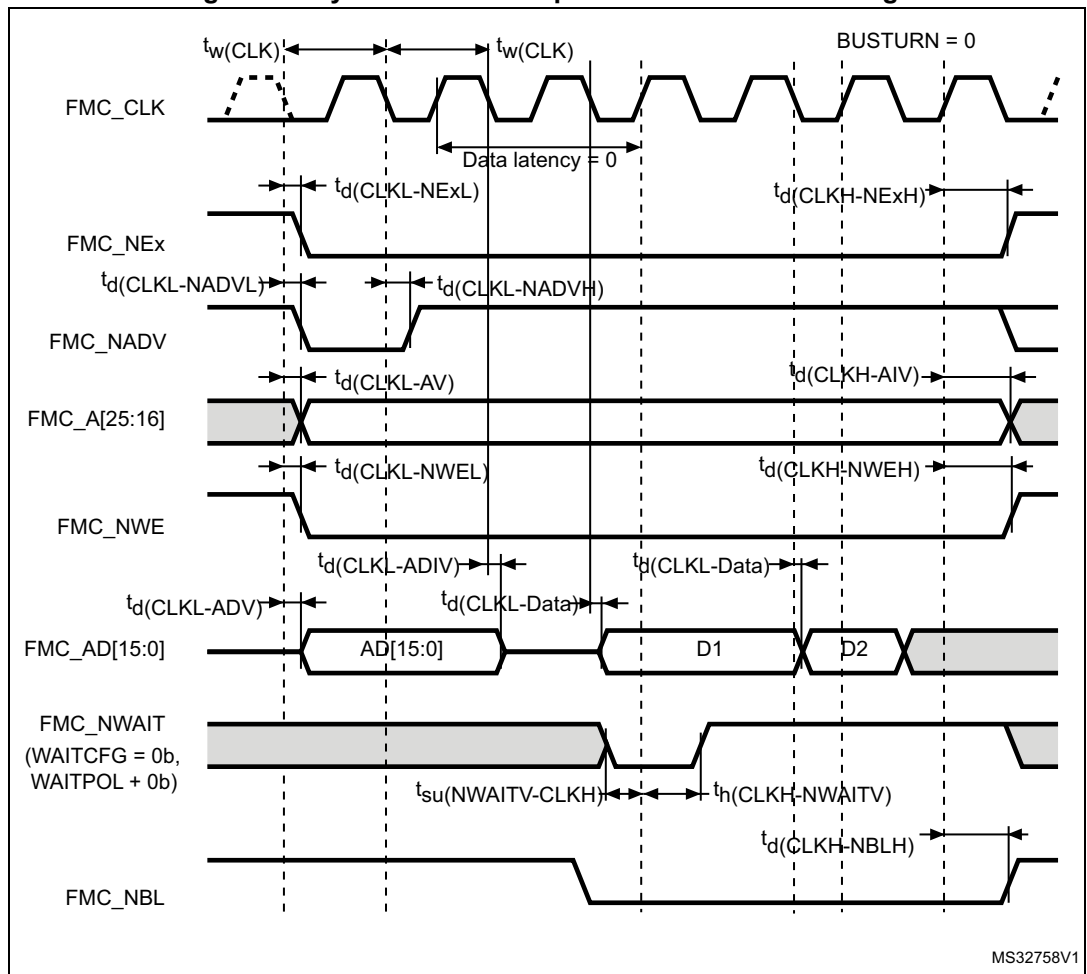 tw(CLK) tw(CLK) BUSTURN = 0
FMC_CLK
Data latency = 0
td(CLKL-NExL) td(CLKH-NExH)
FMC_NEx
td(CLKL-NADVL) td(CLKL-NADVH)
FMC_NADV
td(CLKL-AV) td(CLKH-AIV)
FMC_A[25:16]
td(CLKL-NWEL) td(CLKH-NWEH)
FMC_NWE
td(CLKL-ADIV) td(CLKL-Data)
td(CLKL-ADV) td(CLKL-Data)
FMC_AD[15:0] AD[15:0] D1 D2
FMC_NWAIT
(WAITCFG = 0b,
WAITPOL + 0b)
tsu(NWAITV-CLKH) th(CLKH-NWAITV)
td(CLKH-NBLH)
FMC_NBL
MS32758V1